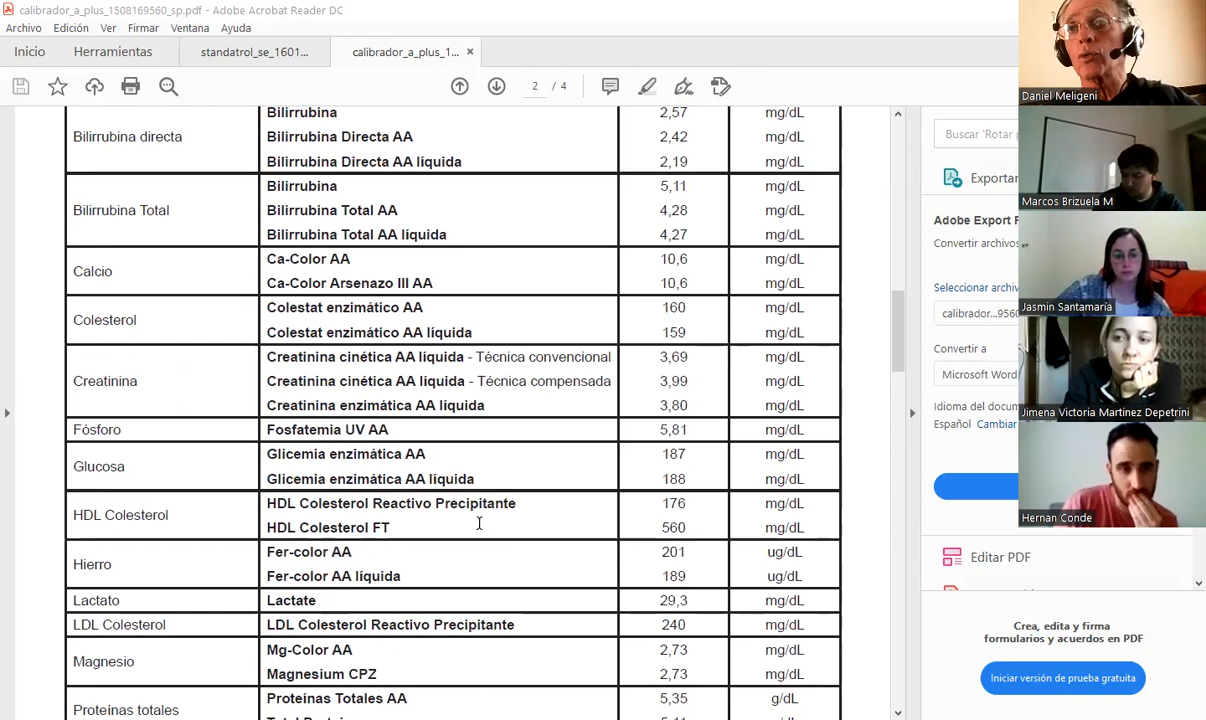 calibrador_a_plus_1508169560_sp.pdf - Adobe Acrobat Reader DC
Archivo Edición Ver Firmar Ventana Ayuda
Inicio Herramientas standatrol_se_1601... calibrador_a_plus_1... ×
2 / 4
Bilirrubina directa
Bilirrubina 2,57 mg/dL
Bilirrubina Directa AA 2,42 mg/dL
Bilirrubina Directa AA líquida 2,19 mg/dL
Bilirrubina Total
Bilirrubina 5,11 mg/dL
Bilirrubina Total AA 4,28 mg/dL
Bilirrubina Total AA líquida 4,27 mg/dL
Calcio
Ca-Color AA 10,6 mg/dL
Ca-Color Arsenazo III AA 10,6 mg/dL
Colesterol
Colestat enzimático AA 160 mg/dL
Colestat enzimático AA líquida 159 mg/dL
Creatinina
Creatinina cinética AA líquida - Técnica convencional 3,69 mg/dL
Creatinina cinética AA líquida - Técnica compensada 3,99 mg/dL
Creatinina enzimática AA líquida 3,80 mg/dL
Fósforo Fosfatemia UV AA 5,81 mg/dL
Glucosa
Glicemia enzimática AA 187 mg/dL
Glicemia enzimática AA líquida 188 mg/dL
HDL Colesterol
HDL Colesterol Reactivo Precipitante 176 mg/dL
HDL Colesterol FT 560 mg/dL
Hierro
Fer-color AA 201 ug/dL
Fer-color AA líquida 189 ug/dL
Lactato Lactate 29,3 mg/dL
LDL Colesterol LDL Colesterol Reactivo Precipitante 240 mg/dL
Magnesio
Mg-Color AA 2,73 mg/dL
Magnesium CPZ 2,73 mg/dL
Proteínas totales
Proteínas Totales AA 5,35 g/dL
Buscar 'Rotar
Exportar
Adobe Export
Convertir archivos
Seleccionar archiv
calibrador...9560
Convertir a
Microsoft Word
Idioma del docum
Español Cambiar
Editar PDF
Crea, edita y firma
formularios y acuerdos en PDF
Iniciar versión de prueba gratuita
Daniel Meligeni
Marcos Brizuela M
Jasmin Santamaría
Jimena Victoria Martinez Depetrini
Hernan Conde